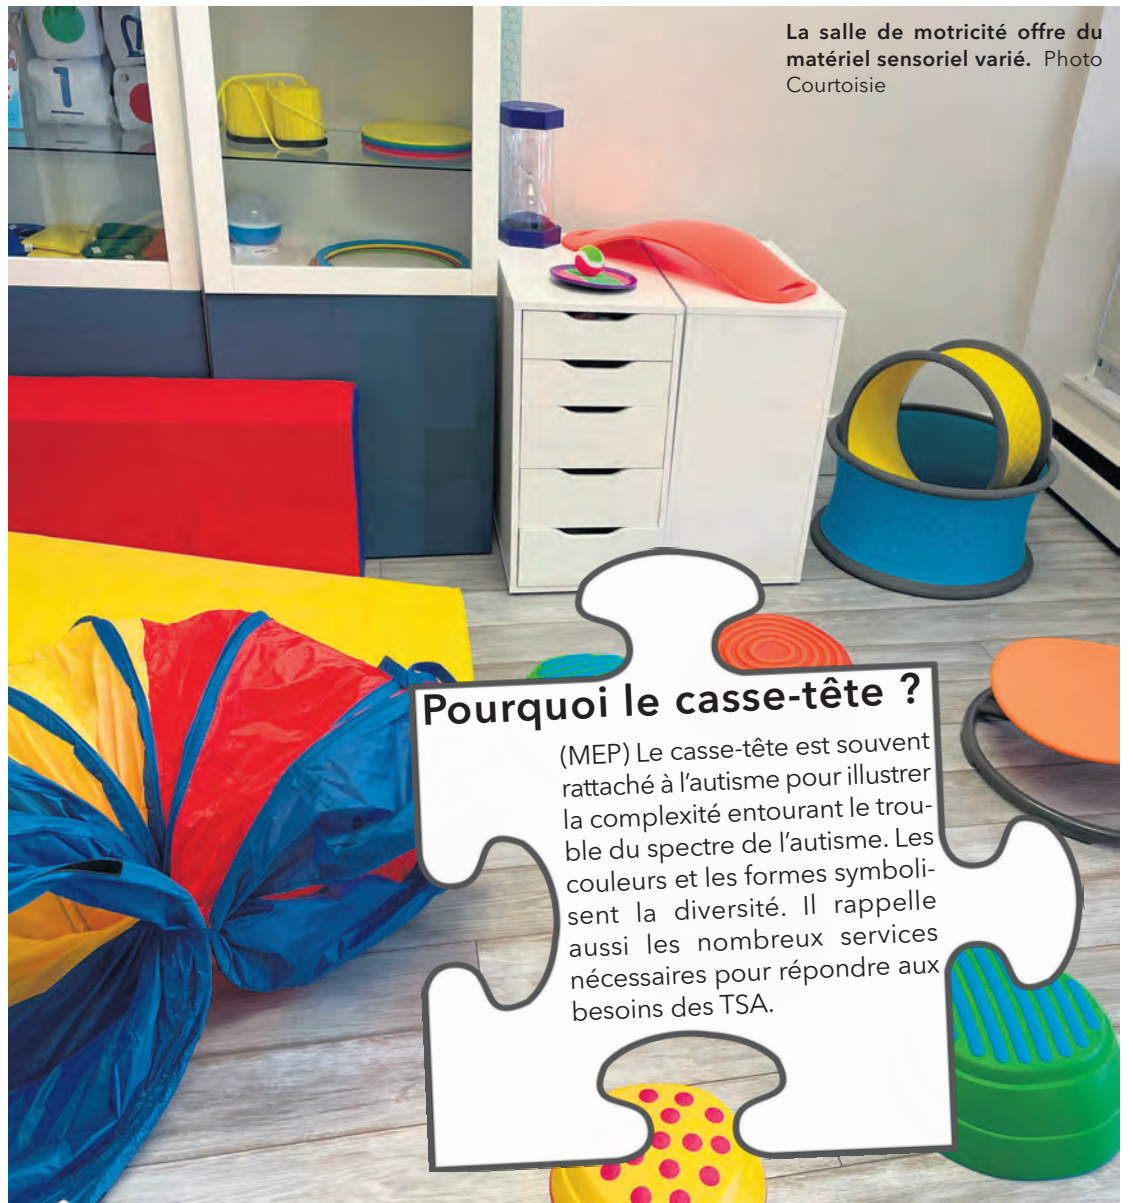 La salle de motricité offre du
matériel sensoriel varié. Photo
Courtoisie
1
Pourquoi le casse-tête ?
(MEP) Le casse-tête est souvent
rattaché à l'autisme pour illustrer
la complexité entourant le trou-
ble du spectre de l'autisme. Les
couleurs et les formes symboli-
sent la diversité. Il rappelle
aussi les nombreux services
nécessaires pour répondre aux
besoins des TSA.